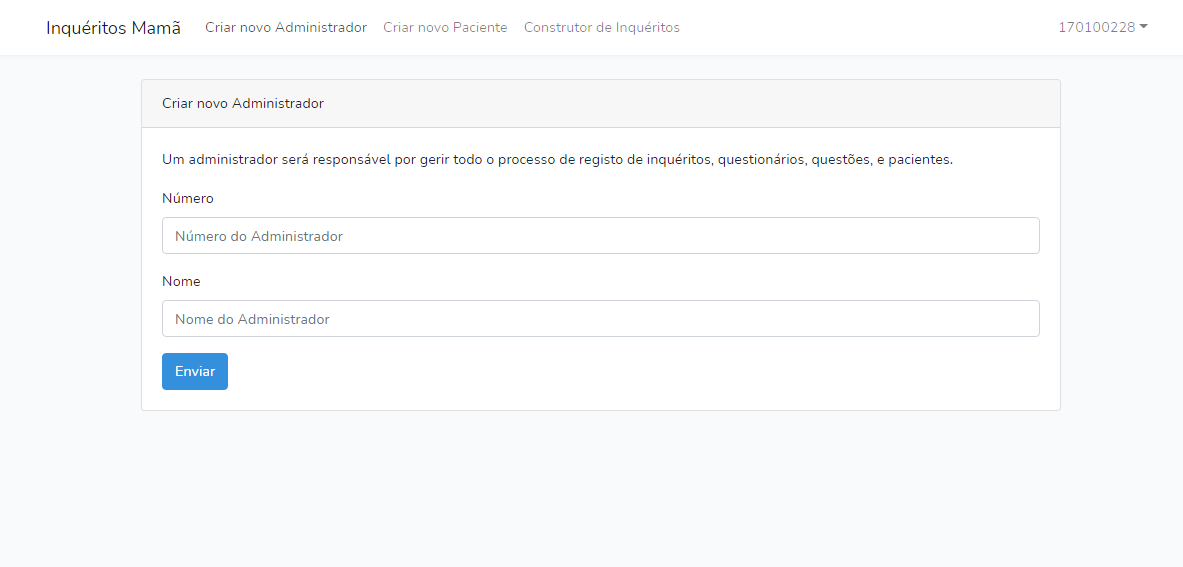 Inquéritos Mamã Criar novo Administrador Criar novo Paciente Construtor de Inquéritos 170100228
Criar novo Administrador
Um administrador será responsável por gerir todo o processo de registo de inquéritos, questionários, questões, e pacientes.
Número
Número do Administrador
Nome
Nome do Administrador
Enviar